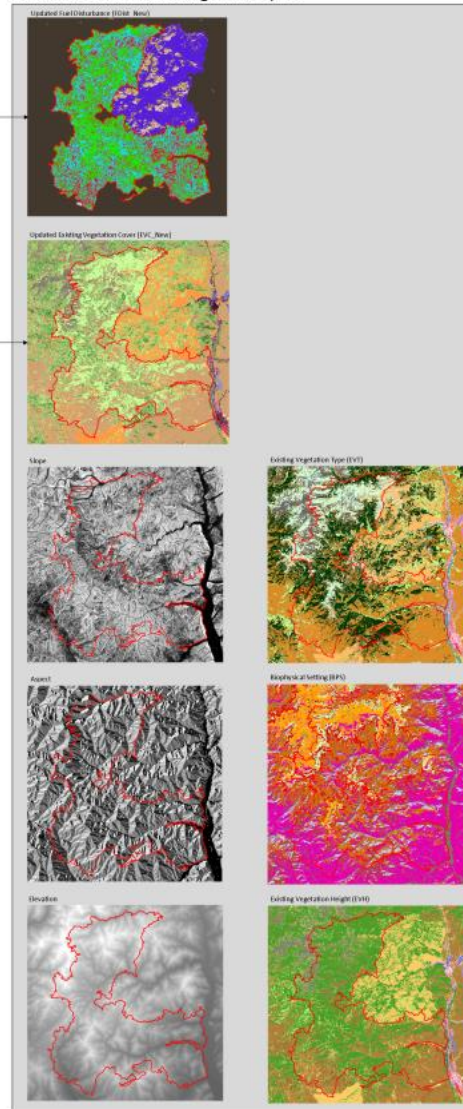 Updated Fuel Disturbance (FDist_New)
Updated Existing Vegetation Cover (EVC_New)
Slope
Existing Vegetation Type (EVT)
Aspect
Biophysical Setting (BPS)
Elevation
Existing Vegetation Height (EVH)